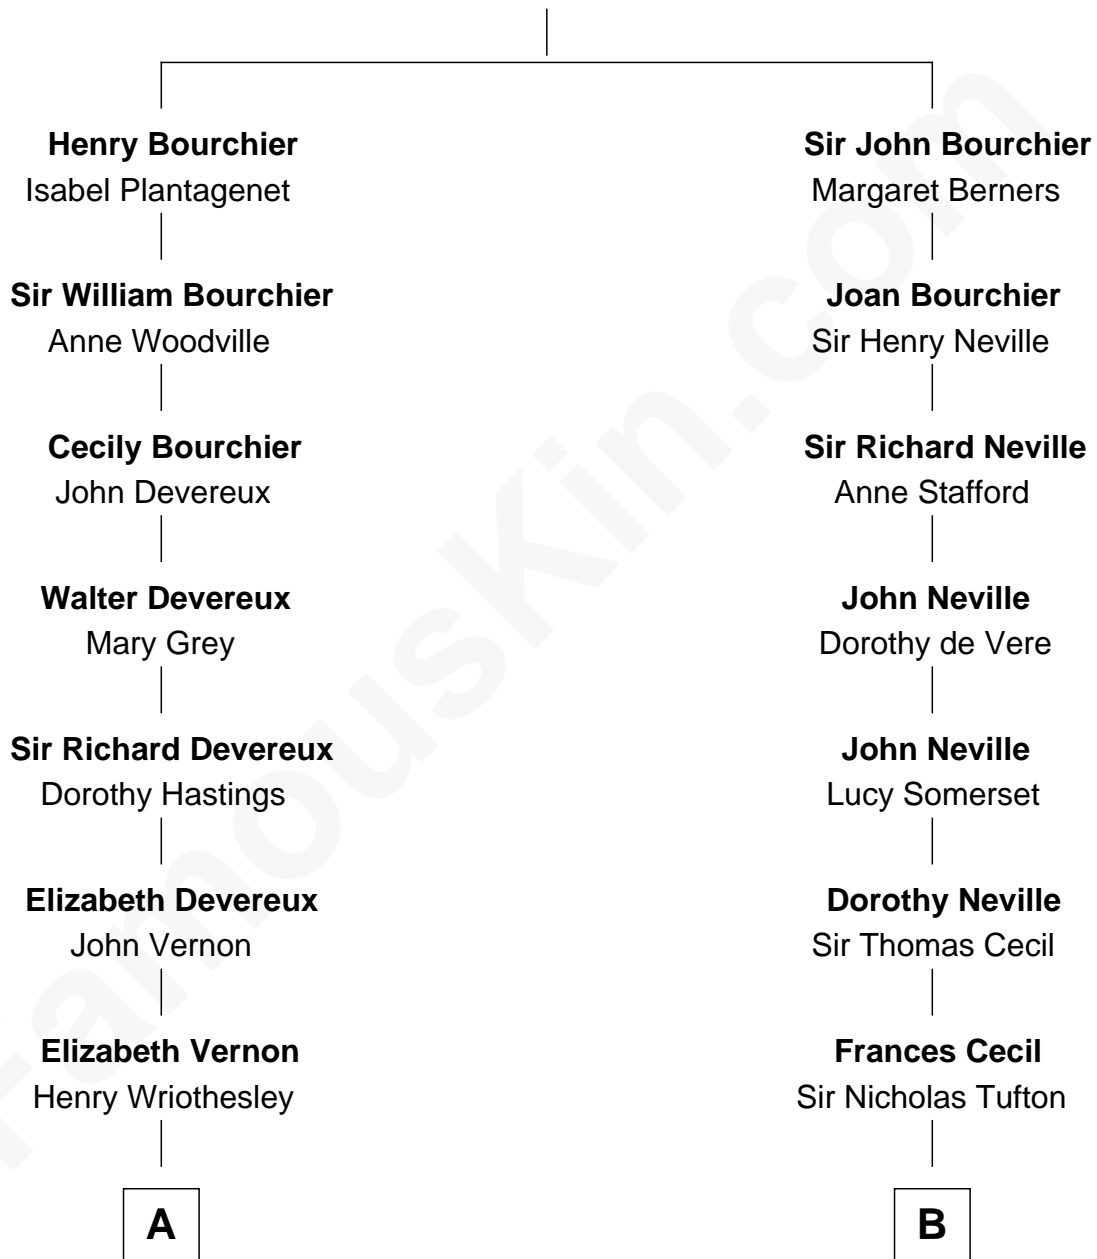 Henry Bourchier
Isabel Plantagenet
Sir William Bourchier
Anne Woodville
Cecily Bourchier
John Devereux
Walter Devereux
Mary Grey
Sir Richard Devereux
Dorothy Hastings
Elizabeth Devereux
John Vernon
Elizabeth Vernon
Henry Wriothesley
A
Sir John Bourchier
Margaret Berners
Joan Bourchier
Sir Henry Neville
Sir Richard Neville
Anne Stafford
John Neville
Dorothy de Vere
John Neville
Lucy Somerset
Dorothy Neville
Sir Thomas Cecil
Frances Cecil
Sir Nicholas Tufton
B
FamousKin.com